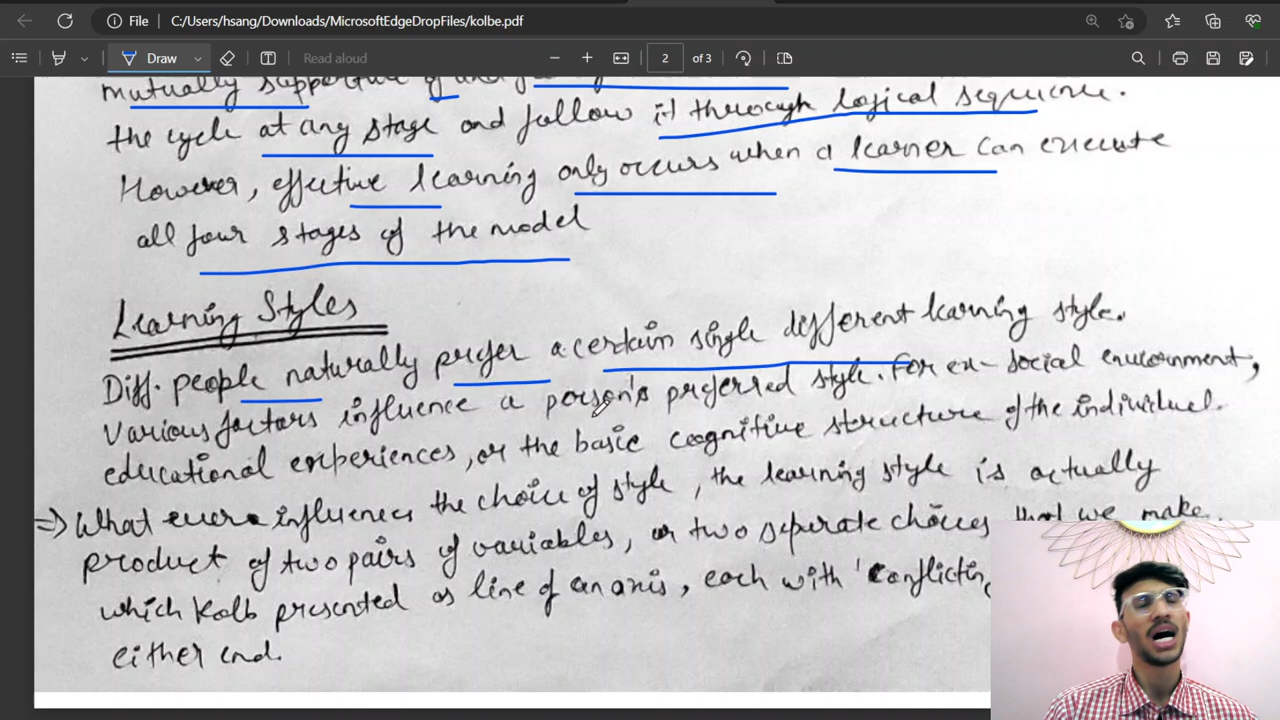 File C:/Users/hsang/Downloads/MicrosoftEdgeDropFiles/kolbe.pdf
Draw Read aloud 2 of 3
mutually supportive of and
the cycle at any stage and follow it through logical sequence.
However, effective learning only occurs when a learner can execute
all four stages of the model
Learning Styles
Diff. people naturally prefer a certain single different learning style.
Various factors influence a person's preferred style. For ex- social environment,
educational experiences, or the basic cognitive structure of the individual.
⇒ What ever influences the choice of style, the learning style is actually
product of two pairs of variables, or two separate choices that we make,
which Kolb presented as line of an axis, each with 'Conflicting
either end.